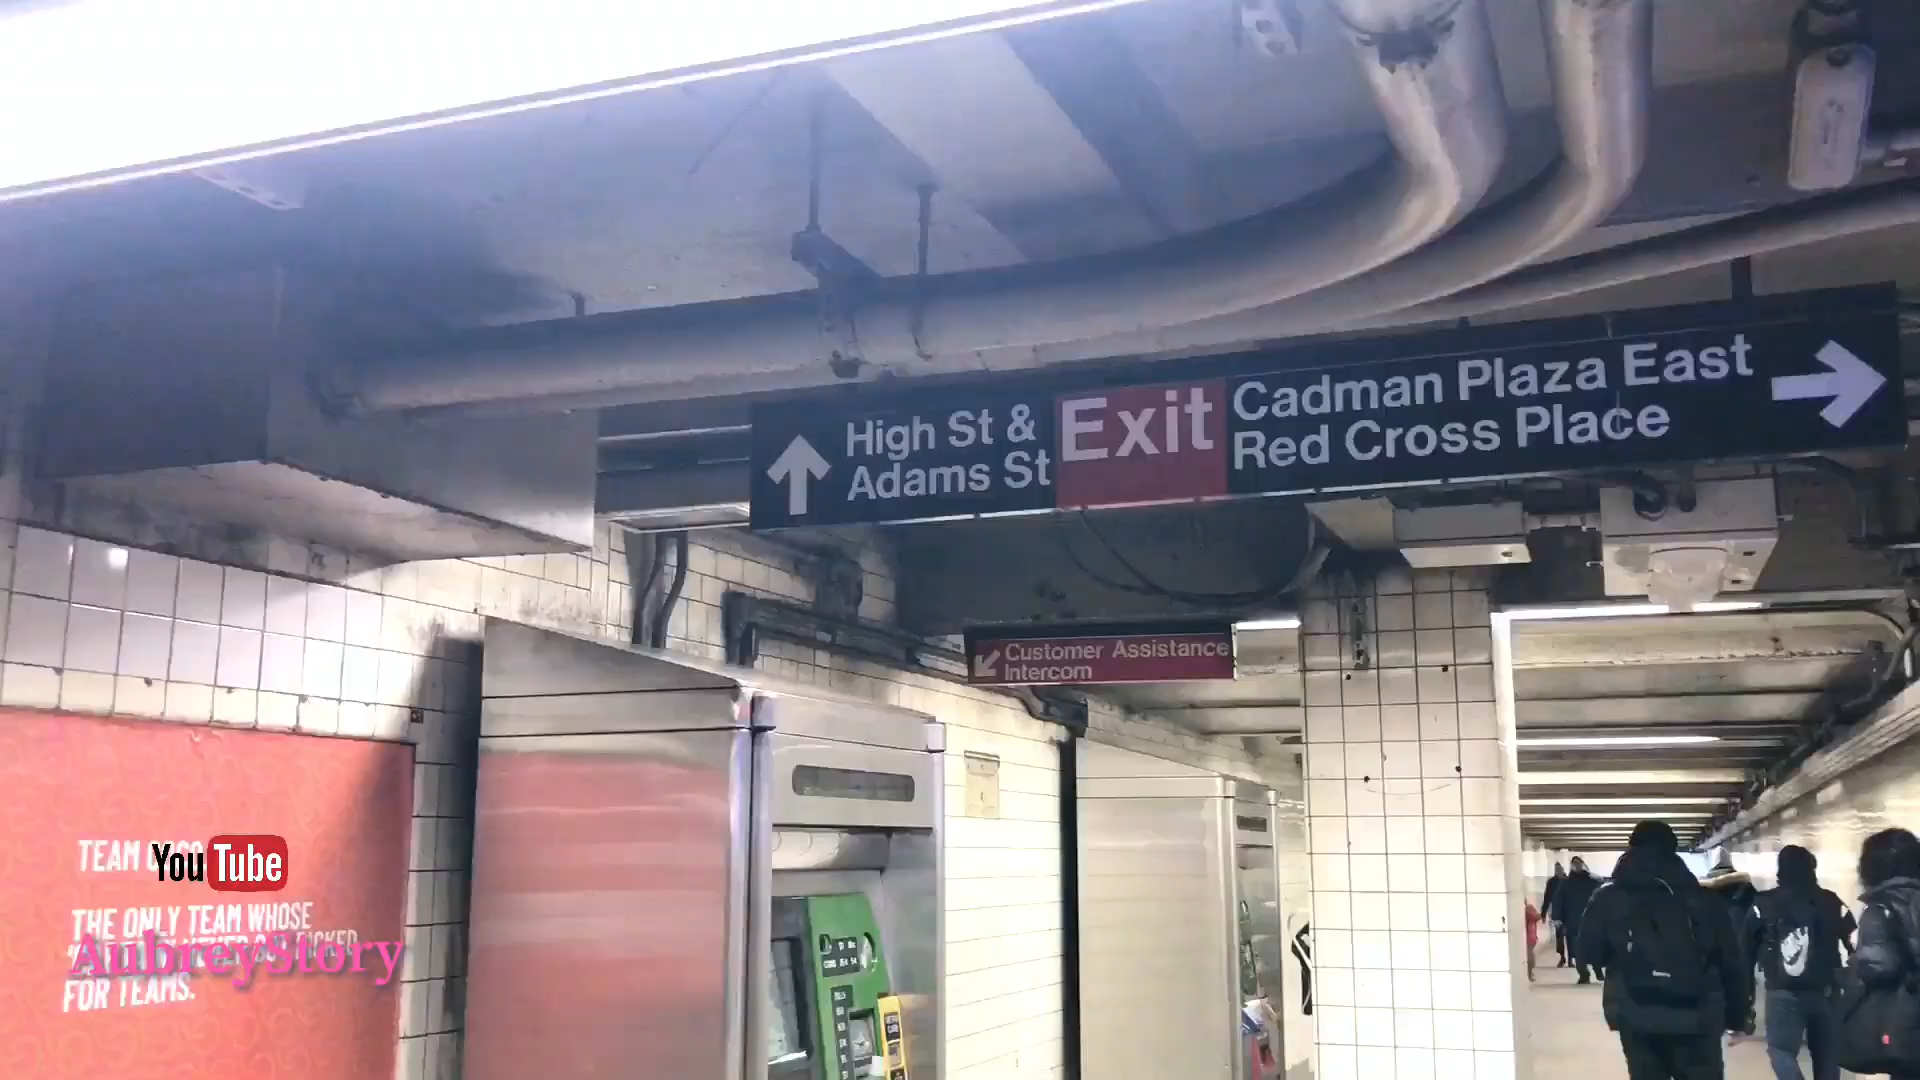 High St &
Adams St
Exit
Cadman Plaza East
Red Cross Place
Customer Assistance
Intercom
TEAM
YouTube
THE ONLY TEAM WHOSE
AubreyStory
FOR TEAMS.